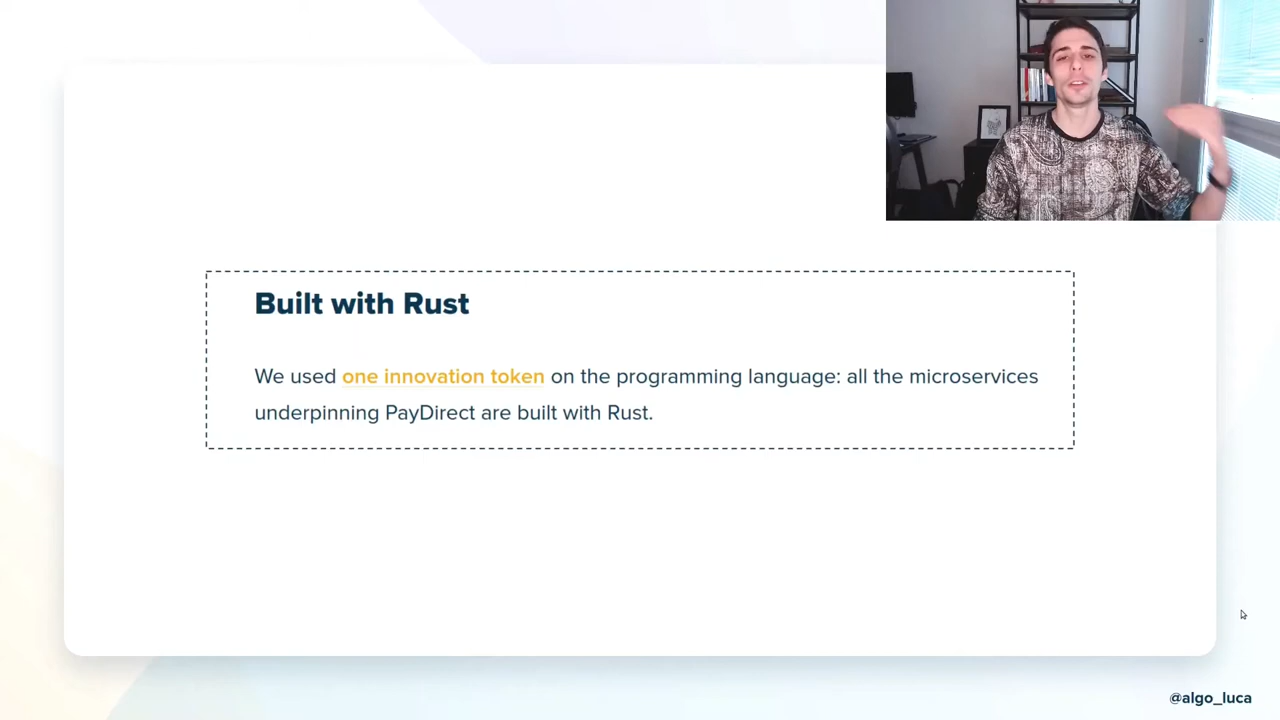 Built with Rust
We used one innovation token on the programming language: all the microservices
underpinning PayDirect are built with Rust.
@algo_luca